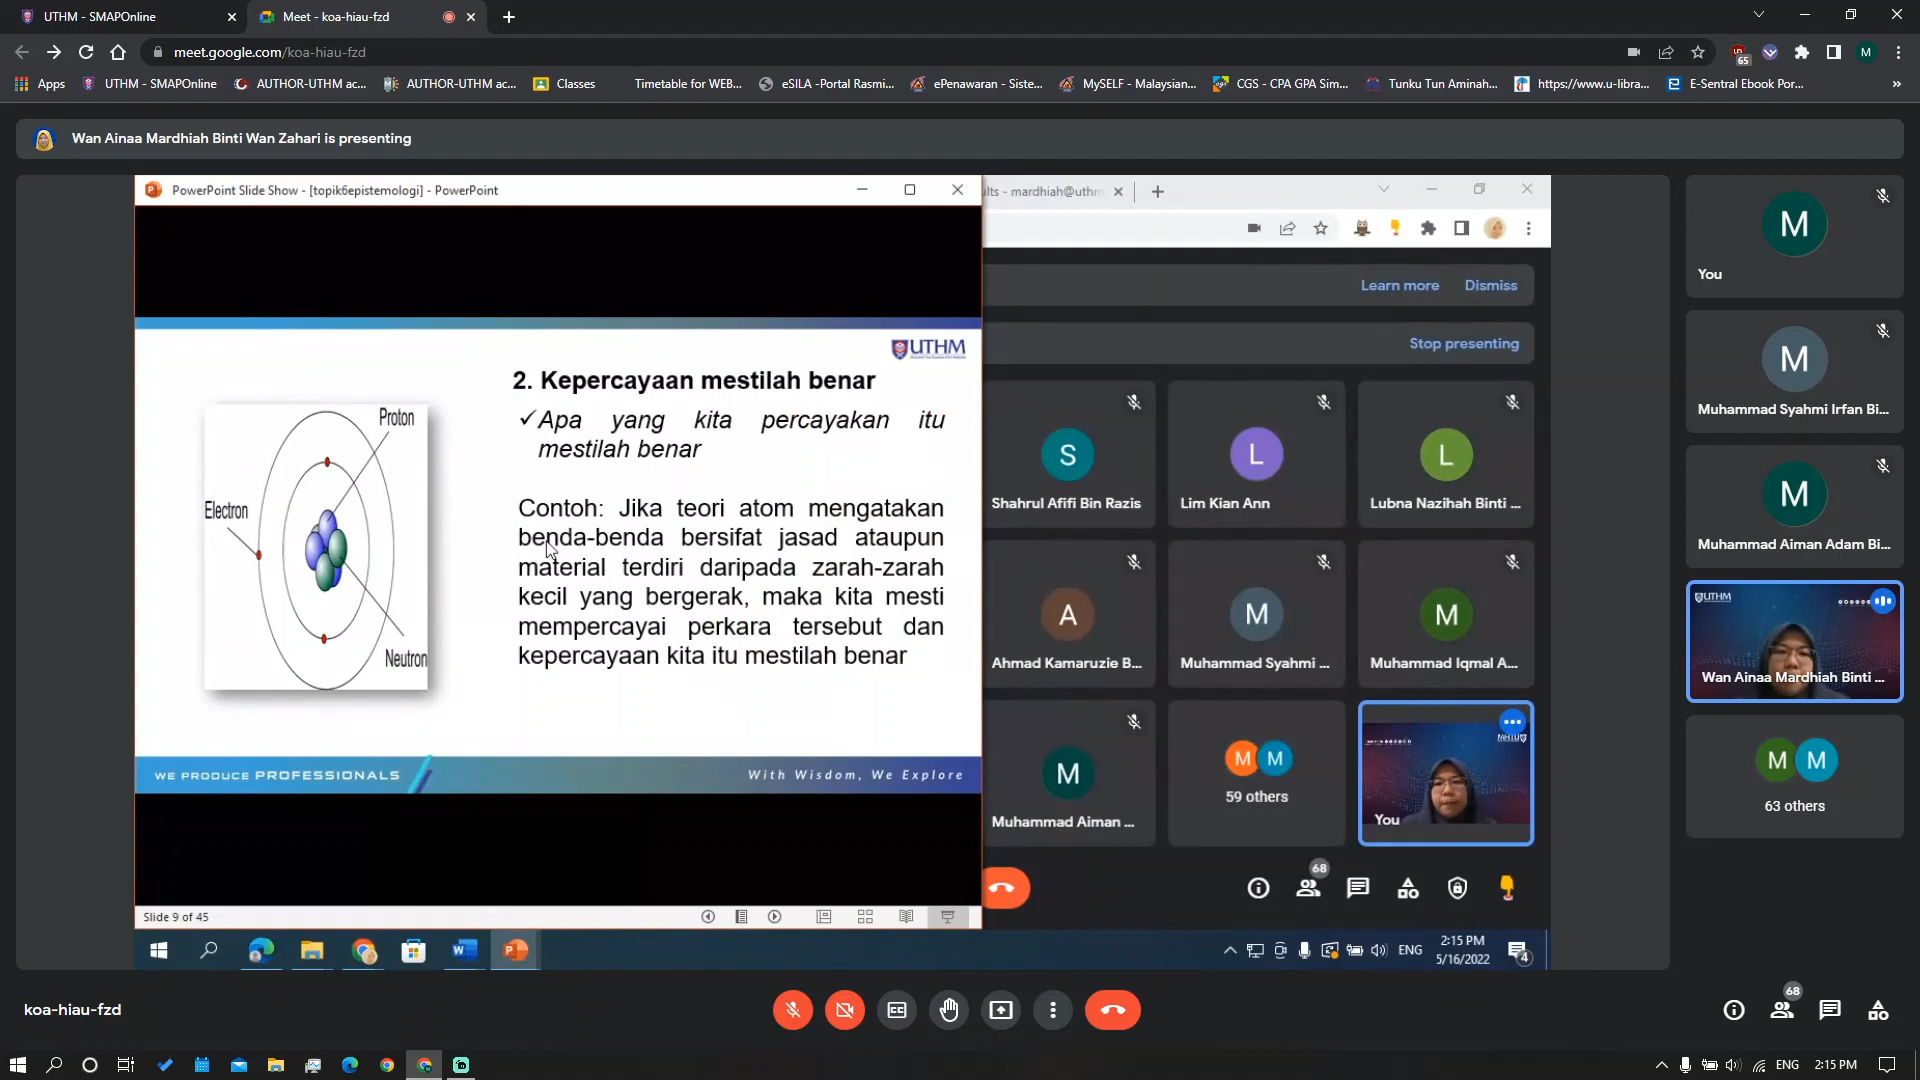 UTHM - SMAPOnline
Meet - koa-hiau-fzd
meet.google.com/koa-hiau-fzd
65
M
Apps
UTHM - SMAPOnline
AUTHOR-UTHM ac...
AUTHOR-UTHM ac...
Classes
Timetable for WEB...
eSILA -Portal Rasmi...
ePenawaran - Siste...
MySELF - Malaysian...
CGS - CPA GPA Sim...
Tunku Tun Aminah...
https://www.u-libra...
E-Sentral Ebook Por...
Wan Ainaa Mardhiah Binti Wan Zahari is presenting
PowerPoint Slide Show - [topik6epistemologi] - PowerPoint
ults - mardhiah@uthm
Learn more
Dismiss
Stop presenting
UTHM
2. Kepercayaan mestilah benar
✓Apa yang kita percayakan itu
mestilah benar
Contoh: Jika teori atom mengatakan
benda-benda bersifat jasad ataupun
material terdiri daripada zarah-zarah
kecil yang bergerak, maka kita mesti
mempercayai perkara tersebut dan
kepercayaan kita itu mestilah benar
Proton
Electron
Neutron
WE PRODUCE PROFESSIONALS
With Wisdom, We Explore
Slide 9 of 45
S
Shahrul Afifi Bin Razis
L
Lim Kian Ann
L
Lubna Nazihah Binti ...
A
Ahmad Kamaruzie B...
M
Muhammad Syahmi ...
M
Muhammad Iqmal A...
M
Muhammad Aiman ...
M M
59 others
UTHM
You
68
ENG
2:15 PM
5/16/2022
4
M
You
M
Muhammad Syahmi Irfan Bi...
M
Muhammad Aiman Adam Bi...
UTHM
Wan Ainaa Mardhiah Binti ...
M M
63 others
koa-hiau-fzd
68
ENG
2:15 PM